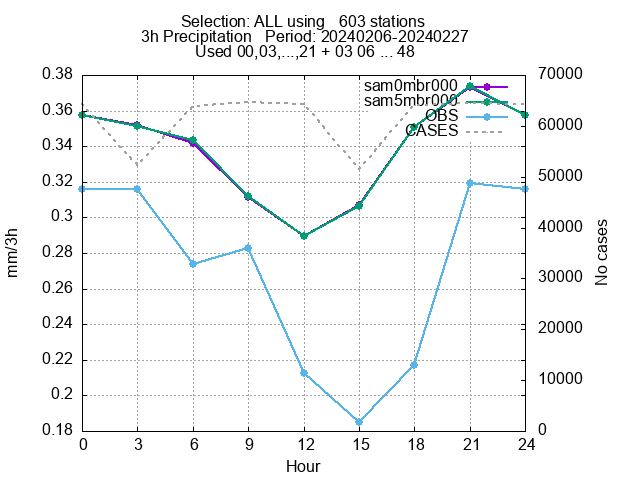 Selection: ALL using   603 stations
3h Precipitation   Period: 20240206-20240227
Used 00,03,...,21 + 03 06 ... 48
sam0mbr000
sam5mbr000
OBS
CASES
0.38
0.36
0.34
0.32
0.3
0.28
0.26
0.24
0.22
0.2
0.18
mm/3h
70000
60000
50000
40000
30000
20000
10000
0
No cases
0 3 6 9 12 15 18 21 24
Hour